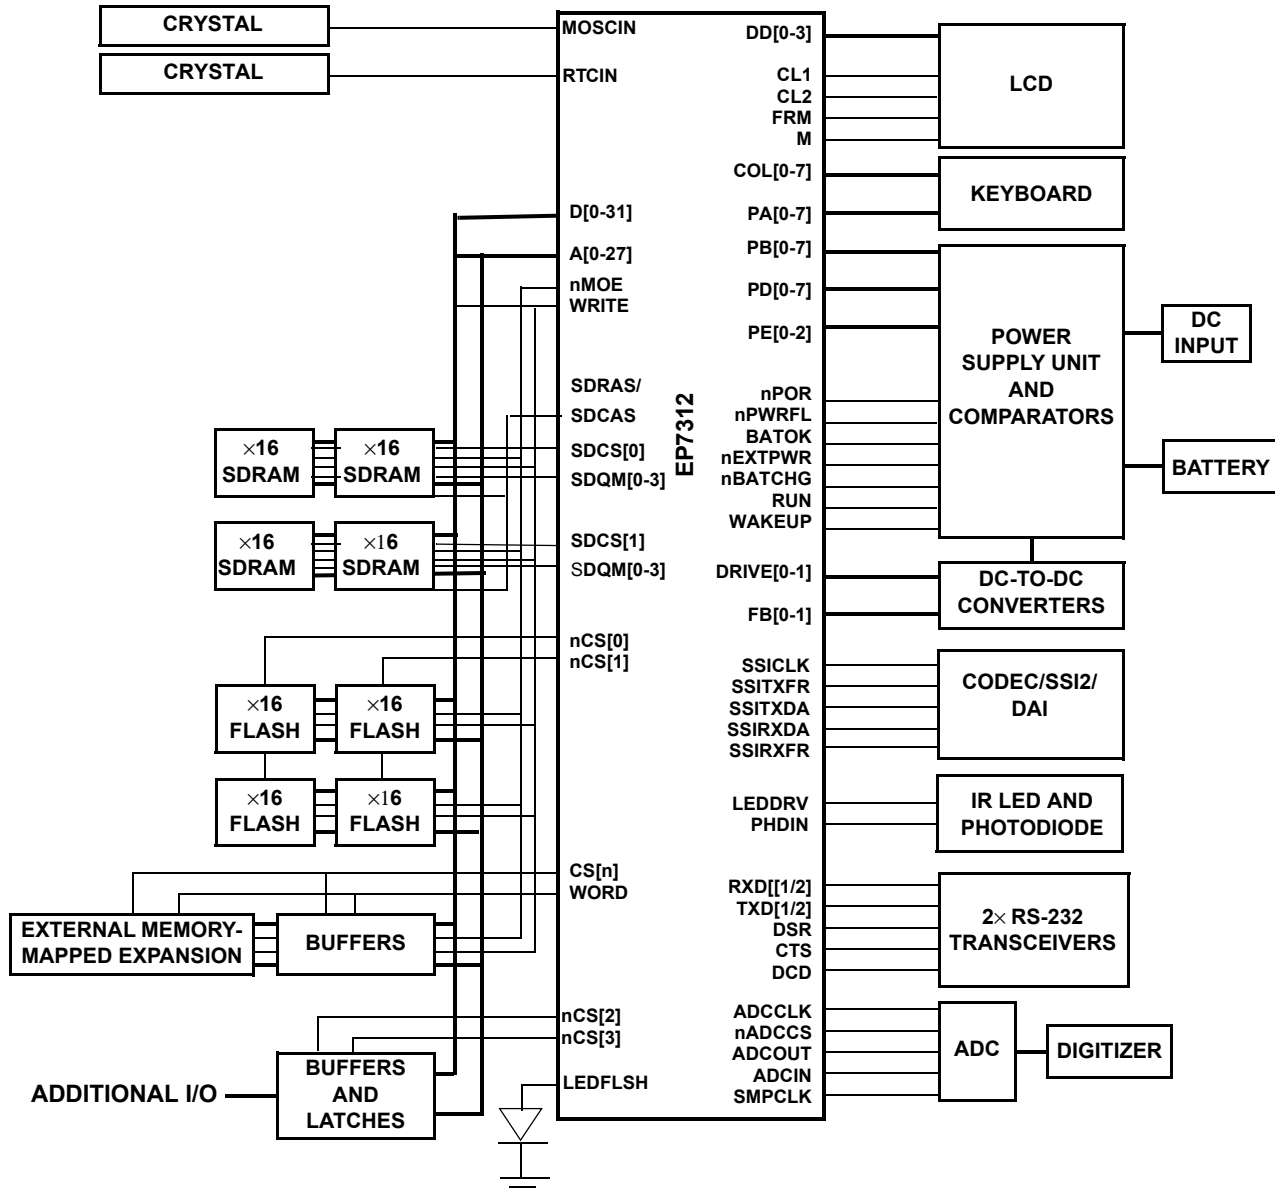 CRYSTAL
CRYSTAL
MOSCIN
RTCIN
D[0-31]
A[0-27]
nMOE
WRITE
SDRAS/
SDCAS
SDCS[0]
SDQM[0-3]
SDCS[1]
SDQM[0-3]
nCS[0]
nCS[1]
CS[n]
WORD
nCS[2]
nCS[3]
LEDFLSH
×16
SDRAM
×16
SDRAM
×16
SDRAM
×16
SDRAM
×16
FLASH
×16
FLASH
×16
FLASH
×16
FLASH
EXTERNAL MEMORY-
MAPPED EXPANSION
BUFFERS
ADDITIONAL I/O
BUFFERS
AND
LATCHES
EP7312
DD[0-3]
CL1
CL2
FRM
M
COL[0-7]
PA[0-7]
PB[0-7]
PD[0-7]
PE[0-2]
nPOR
nPWRFL
BATOK
nEXTPWR
nBATCHG
RUN
WAKEUP
DRIVE[0-1]
FB[0-1]
SSICLK
SSITXFR
SSITXDA
SSIRXDA
SSIRXFR
LEDDRV
PHDIN
RXD[[1/2]
TXD[1/2]
DSR
CTS
DCD
ADCCLK
nADCCS
ADCOUT
ADCIN
SMPCLK
LCD
KEYBOARD
POWER
SUPPLY UNIT
AND
COMPARATORS
DC
INPUT
BATTERY
DC-TO-DC
CONVERTERS
CODEC/SSI2/
DAI
IR LED AND
PHOTODIODE
2× RS-232
TRANSCEIVERS
ADC
DIGITIZER